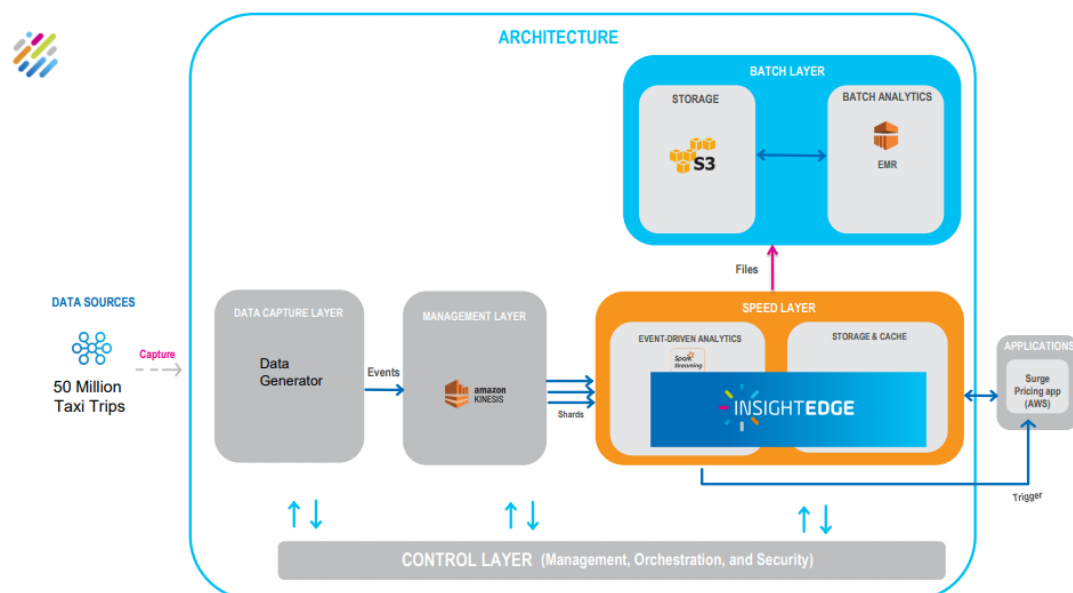 ARCHITECTURE
BATCH LAYER
STORAGE
BATCH ANALYTICS
S3
EMR
Files
DATA SOURCES
50 Million
Taxi Trips
Capture
DATA CAPTURE LAYER
Data
Generator
Events
MANAGEMENT LAYER
amazon
KINESIS
Shards
SPEED LAYER
EVENT-DRIVEN ANALYTICS
Spark
Streaming
STORAGE & CACHE
INSIGHTEDGE
APPLICATIONS
Surge
Pricing app
(AWS)
Trigger
CONTROL LAYER (Management, Orchestration, and Security)